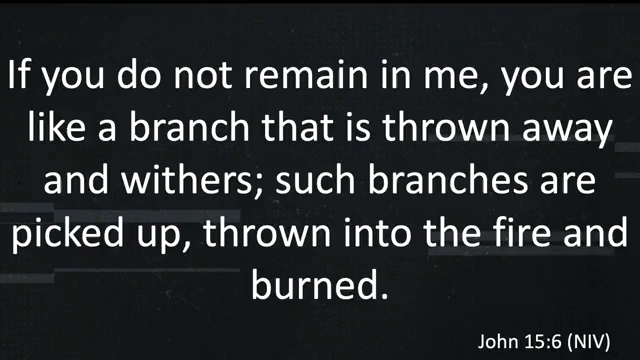 If you do not remain in me, you are
like a branch that is thrown away
and withers; such branches are
picked up, thrown into the fire and
burned.
John 15:6 (NIV)